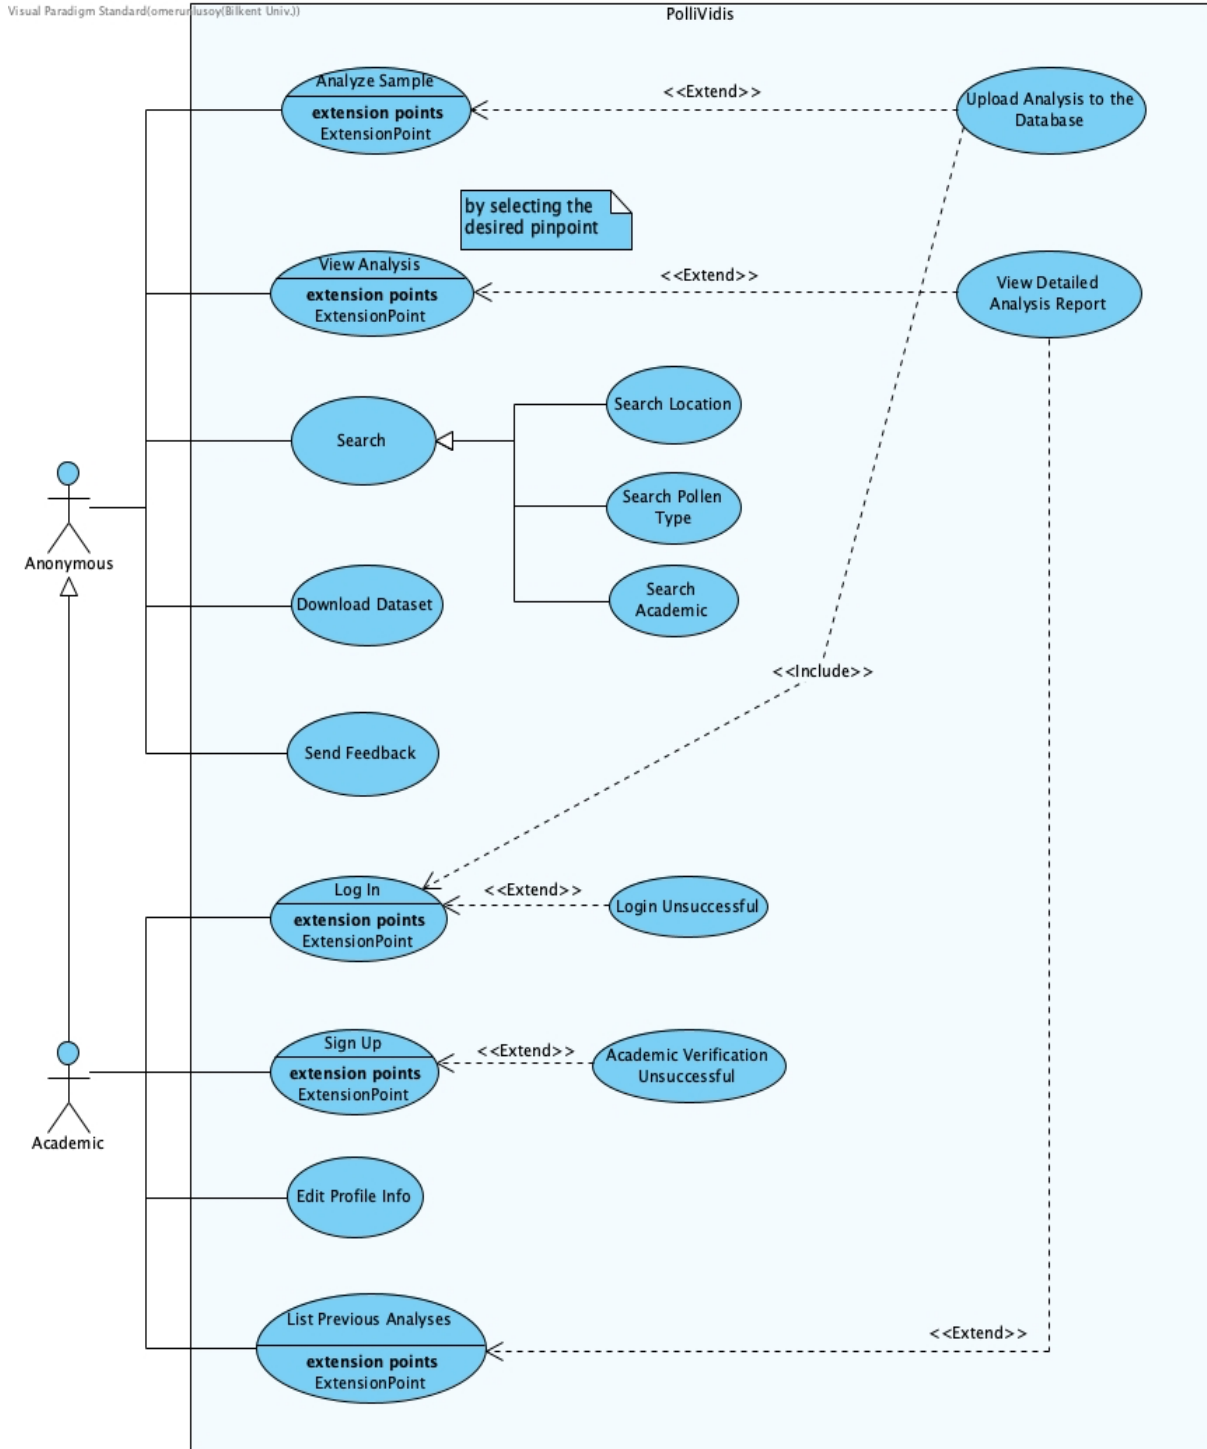 Visual Paradigm Standard(omerunlusoy(Bilkent Univ.))
PolliVidis
Analyze Sample
extension points
ExtensionPoint
<<Extend>>
Upload Analysis to the
Database
by selecting the
desired pinpoint
View Analysis
extension points
ExtensionPoint
<<Extend>>
View Detailed
Analysis Report
Search
Search Location
Search Pollen
Type
Search
Academic
Anonymous
Download Dataset
<<Include>>
Send Feedback
Log In
extension points
ExtensionPoint
<<Extend>>
Login Unsuccessful
Sign Up
extension points
ExtensionPoint
<<Extend>>
Academic Verification
Unsuccessful
Academic
Edit Profile Info
List Previous Analyses
extension points
ExtensionPoint
<<Extend>>